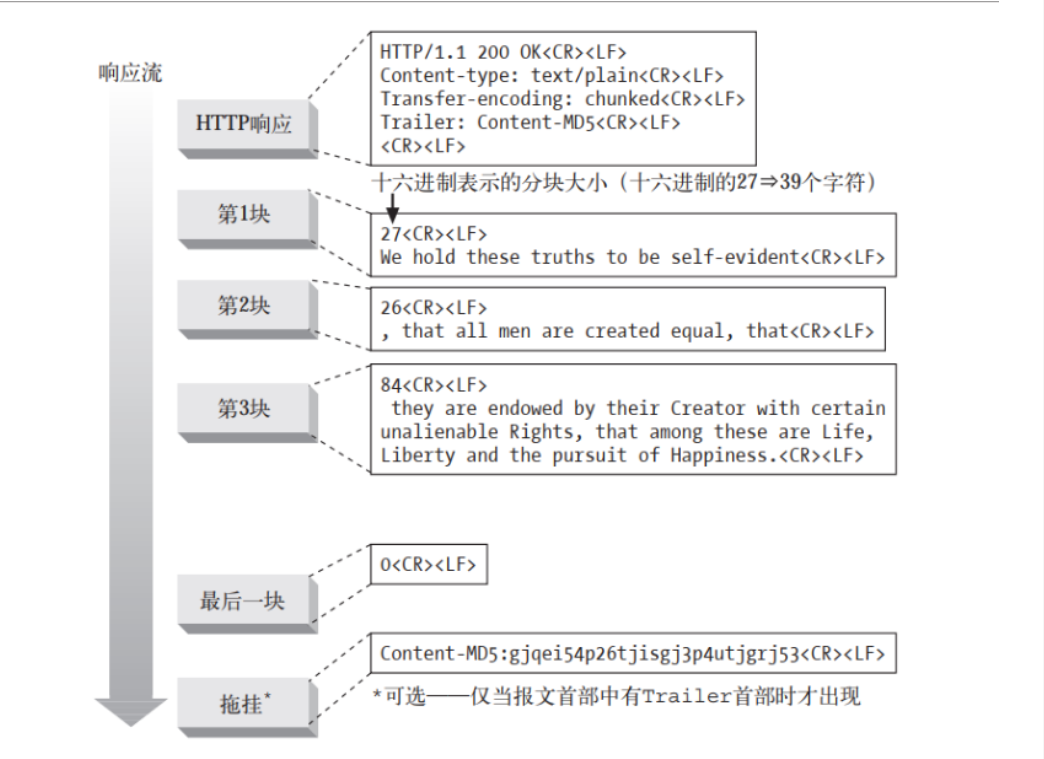 响应流
HTTP响应
HTTP/1.1 200 OK<CR><LF>
Content-type: text/plain<CR><LF>
Transfer-encoding: chunked<CR><LF>
Trailer: Content-MD5<CR><LF>
<CR><LF>
十六进制表示的分块大小（十六进制的27⇒39个字符）
第1块
27<CR><LF>
We hold these truths to be self-evident<CR><LF>
第2块
26<CR><LF>
, that all men are created equal, that<CR><LF>
第3块
84<CR><LF>
they are endowed by their Creator with certain
unalienable Rights, that among these are Life,
Liberty and the pursuit of Happiness.<CR><LF>
最后一块
0<CR><LF>
拖挂*
Content-MD5:gjqei54p26tjisgj3p4utjgrj53<CR><LF>
*可选——仅当报文首部中有Trailer首部时才出现